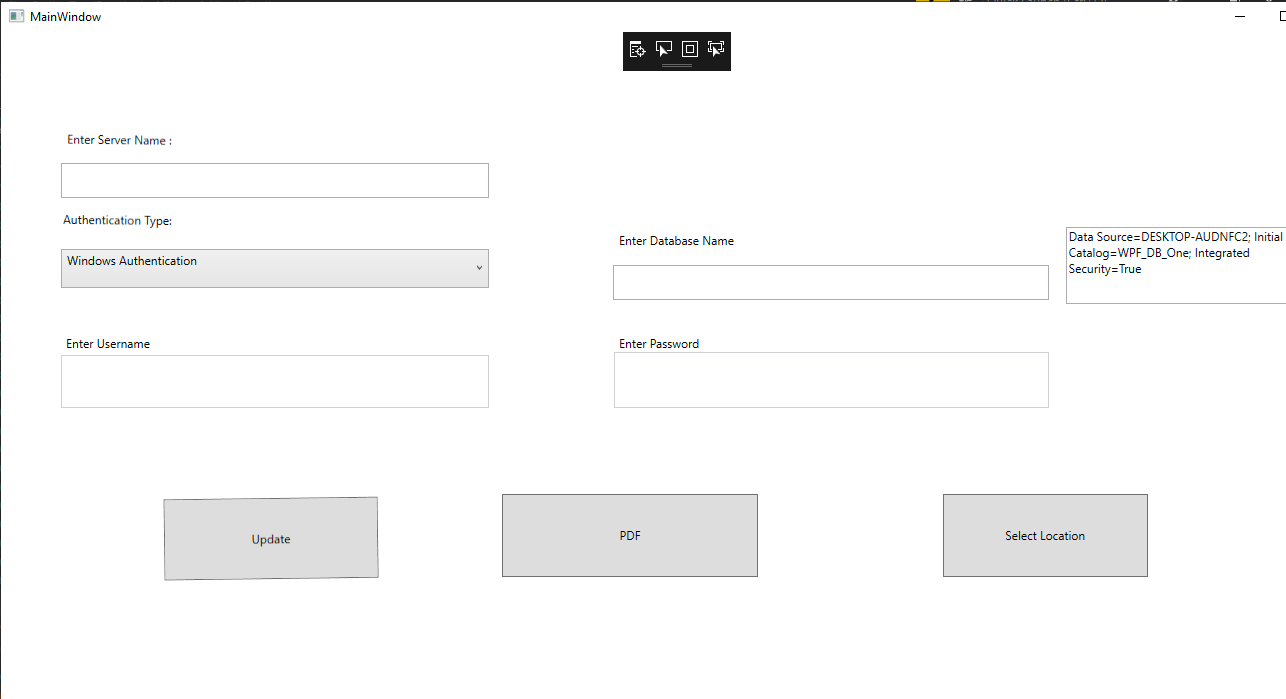 MainWindow
Enter Server Name :
Authentication Type:
Windows Authentication
Enter Database Name
Data Source=DESKTOP-AUDNFC2; Initial
Catalog=WPF_DB_One; Integrated
Security=True
Enter Username
Enter Password
Update
PDF
Select Location